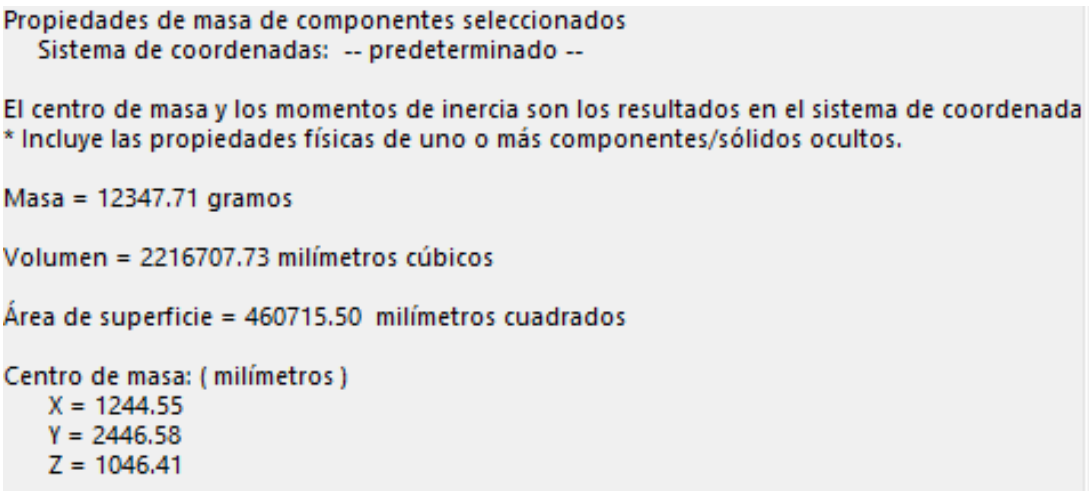 Propiedades de masa de componentes seleccionados
Sistema de coordenadas: -- predeterminado --
El centro de masa y los momentos de inercia son los resultados en el sistema de coordenada
* Incluye las propiedades físicas de uno o más componentes/sólidos ocultos.
Masa = 12347.71 gramos
Volumen = 2216707.73 milímetros cúbicos
Área de superficie = 460715.50 milímetros cuadrados
Centro de masa: ( milímetros )
X = 1244.55
Y = 2446.58
Z = 1046.41